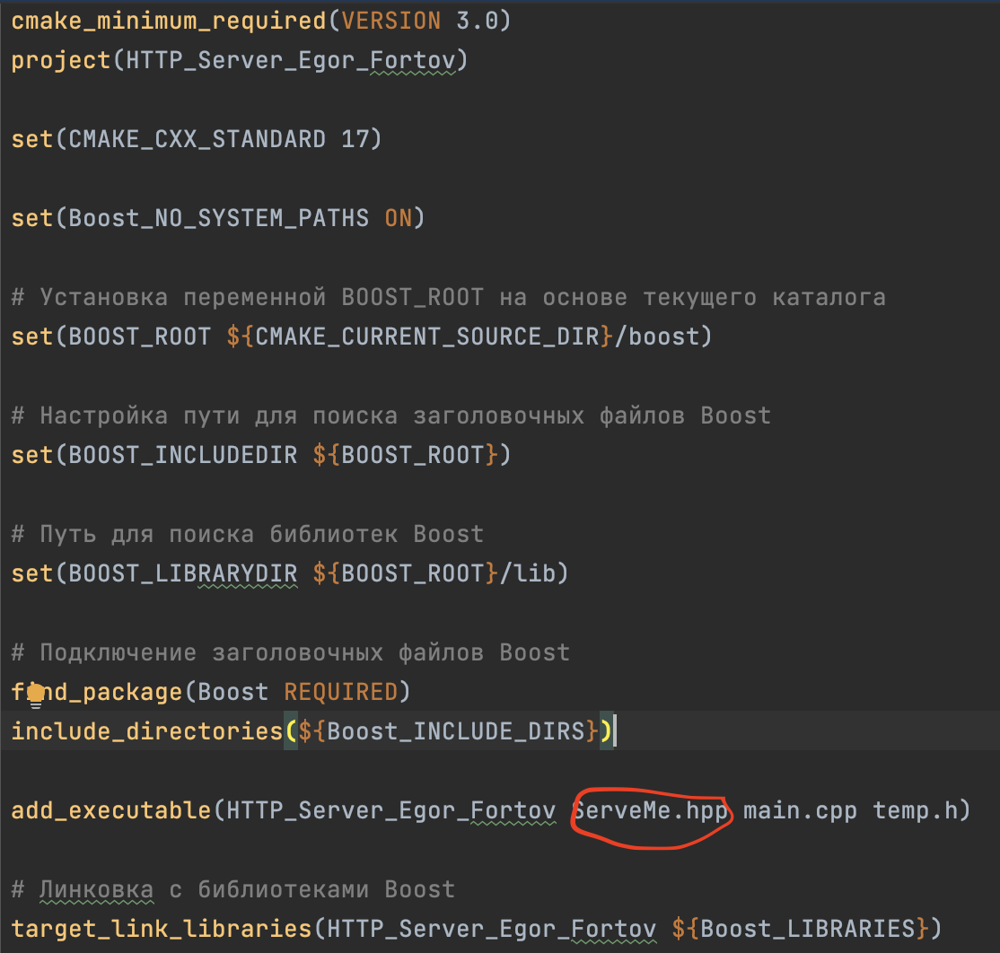 cmake_minimum_required(VERSION 3.0)
project(HTTP_Server_Egor_Fortov)
set(CMAKE_CXX_STANDARD 17)
set(Boost_NO_SYSTEM_PATHS ON)
# Установка переменной BOOST_ROOT на основе текущего каталога
set(BOOST_ROOT ${CMAKE_CURRENT_SOURCE_DIR}/boost)
# Настройка пути для поиска заголовочных файлов Boost
set(BOOST_INCLUDEDIR ${BOOST_ROOT})
# Путь для поиска библиотек Boost
set(BOOST_LIBRARYDIR ${BOOST_ROOT}/lib)
# Подключение заголовочных файлов Boost
find_package(Boost REQUIRED)
include_directories(${Boost_INCLUDE_DIRS})
add_executable(HTTP_Server_Egor_Fortov ServeMe.hpp main.cpp temp.h)
# Линковка с библиотеками Boost
target_link_libraries(HTTP_Server_Egor_Fortov ${Boost_LIBRARIES})